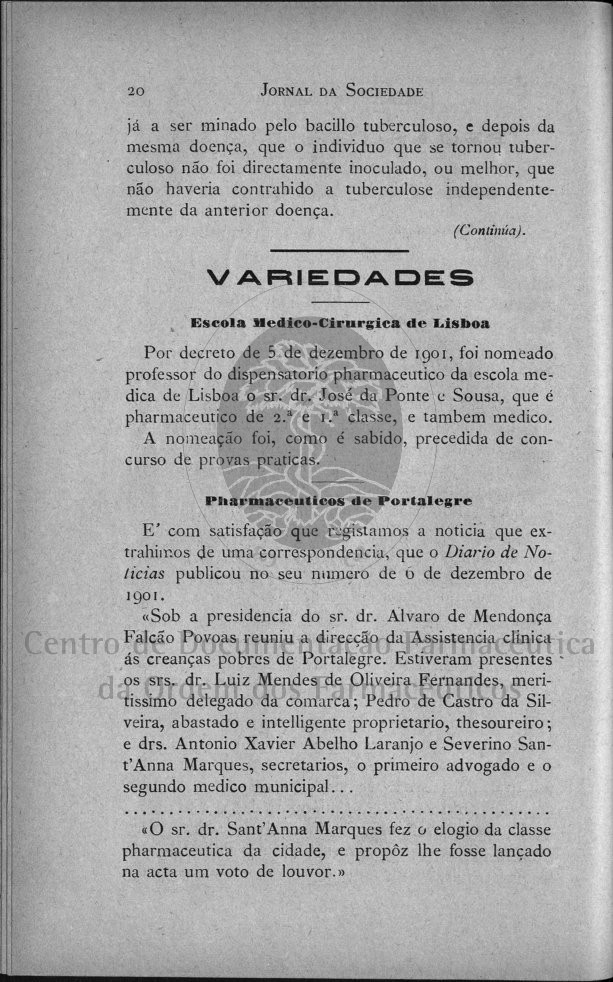 20 JORNAL DA SOCIEDADE
já a ser minado pelo bacillo tuberculoso, e depois da
mesma doença, que o individuo que se tornou tuber-
culoso não foi directamente inoculado, ou melhor, que
não haveria contrahido a tuberculose independente-
mente da anterior doença.
(Continúa).
VARIEDADES
Escola Medico-Cirurgica de Lisboa
Por decreto de 5 de dezembro de 1901, foi nomeado
professor do dispensatorio pharmaceutico da escola me-
dica de Lisboa o sr. dr. José da Ponte e Sousa, que é
pharmaceutico de 2.ª e 1.ª classe, e tambem medico.
A nomeação foi, como é sabido, precedida de con-
curso de provas praticas.
Pharmaceuticos de Portalegre
E' com satisfação que registamos a noticia que ex-
trahimos de uma correspondencia, que o Diario de No-
ticias publicou no seu numero de 6 de dezembro de
1901.
«Sob a presidencia do sr. dr. Alvaro de Mendonça
Falcão Povoas reuniu a direcção da Assistencia clínica
ás creanças pobres de Portalegre. Estiveram presentes
os srs. dr. Luiz Mendes de Oliveira Fernandes, meri-
tissimo delegado da comarca; Pedro de Castro da Sil-
veira, abastado e intelligente proprietario, thesoureiro;
e drs. Antonio Xavier Abelho Laranjo e Severino San-
t'Anna Marques, secretarios, o primeiro advogado e o
segundo medico municipal...
................................................
«O sr. dr. Sant'Anna Marques fez o elogio da classe
pharmaceutica da cidade, e propôz lhe fosse lançado
na acta um voto de louvor.»
Centro de Documentação Farmacêutica
da Ordem dos Farmacêuticos